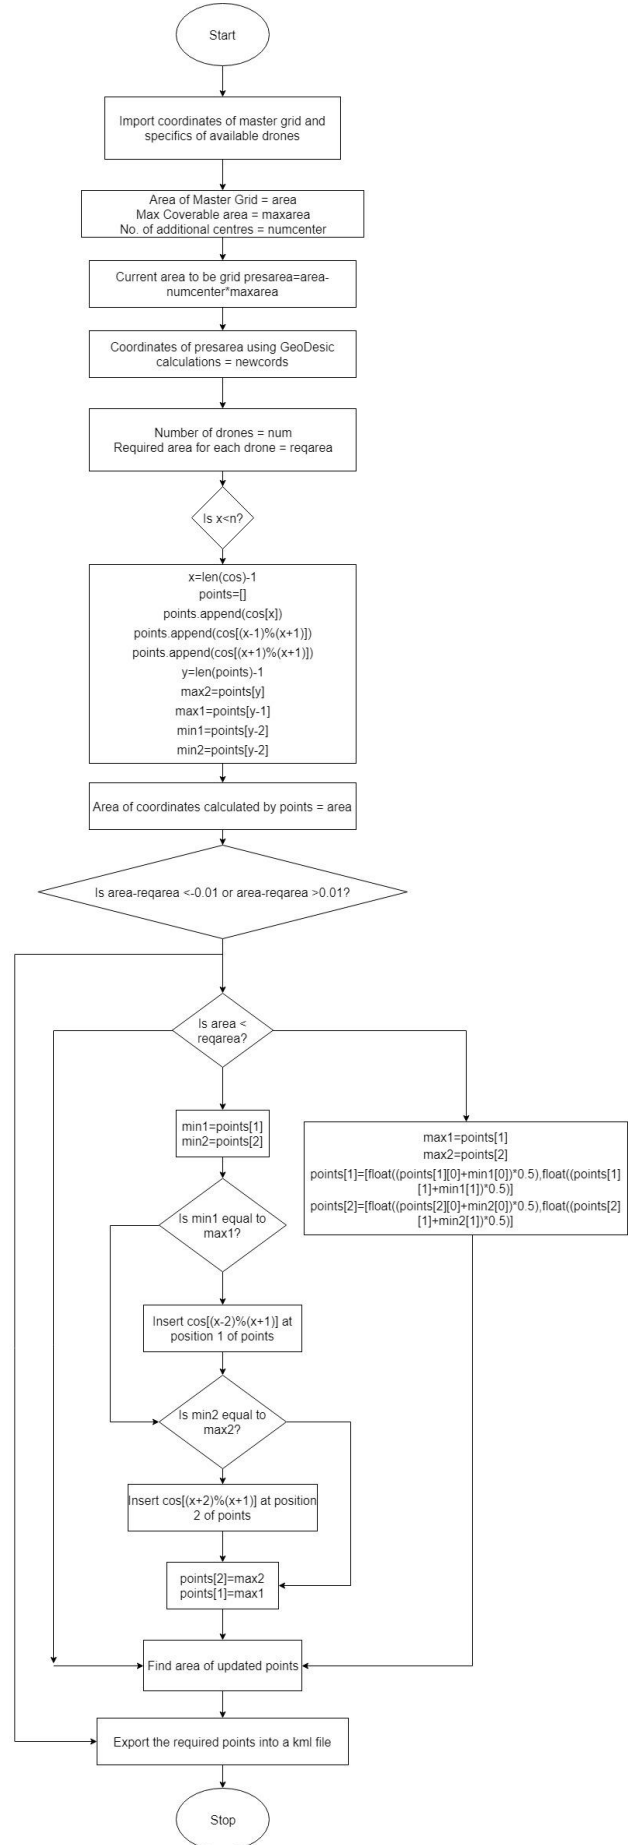 Start
Import coordinates of master grid and
specifics of available drones
Area of Master Grid = area
Max Coverable area = maxarea
No. of additional centres = numcenter
Current area to be grid presarea=area-
numcenter*maxarea
Coordinates of presarea using GeoDesic
calculations = newcords
Number of drones = num
Required area for each drone = reqarea
Is x<n?
x=len(cos)-1
points=[]
points.append(cos[x])
points.append(cos[(x-1)%(x+1)])
points.append(cos[(x+1)%(x+1)])
y=len(points)-1
max2=points[y]
max1=points[y-1]
min1=points[y-2]
min2=points[y-2]
Area of coordinates calculated by points = area
Is area-reqarea <-0.01 or area-reqarea >0.01?
Is area <
reqarea?
min1=points[1]
min2=points[2]
max1=points[1]
max2=points[2]
points[1]=[float((points[1][0]+min1[0])*0.5),float((points[1]
[1]+min1[1])*0.5)]
points[2]=[float((points[2][0]+min2[0])*0.5),float((points[2]
[1]+min2[1])*0.5)]
Is min1 equal to
max1?
Insert cos[(x-2)%(x+1)] at
position 1 of points
Is min2 equal to
max2?
Insert cos[(x+2)%(x+1)] at position
2 of points
points[2]=max2
points[1]=max1
Find area of updated points
Export the required points into a kml file
Stop